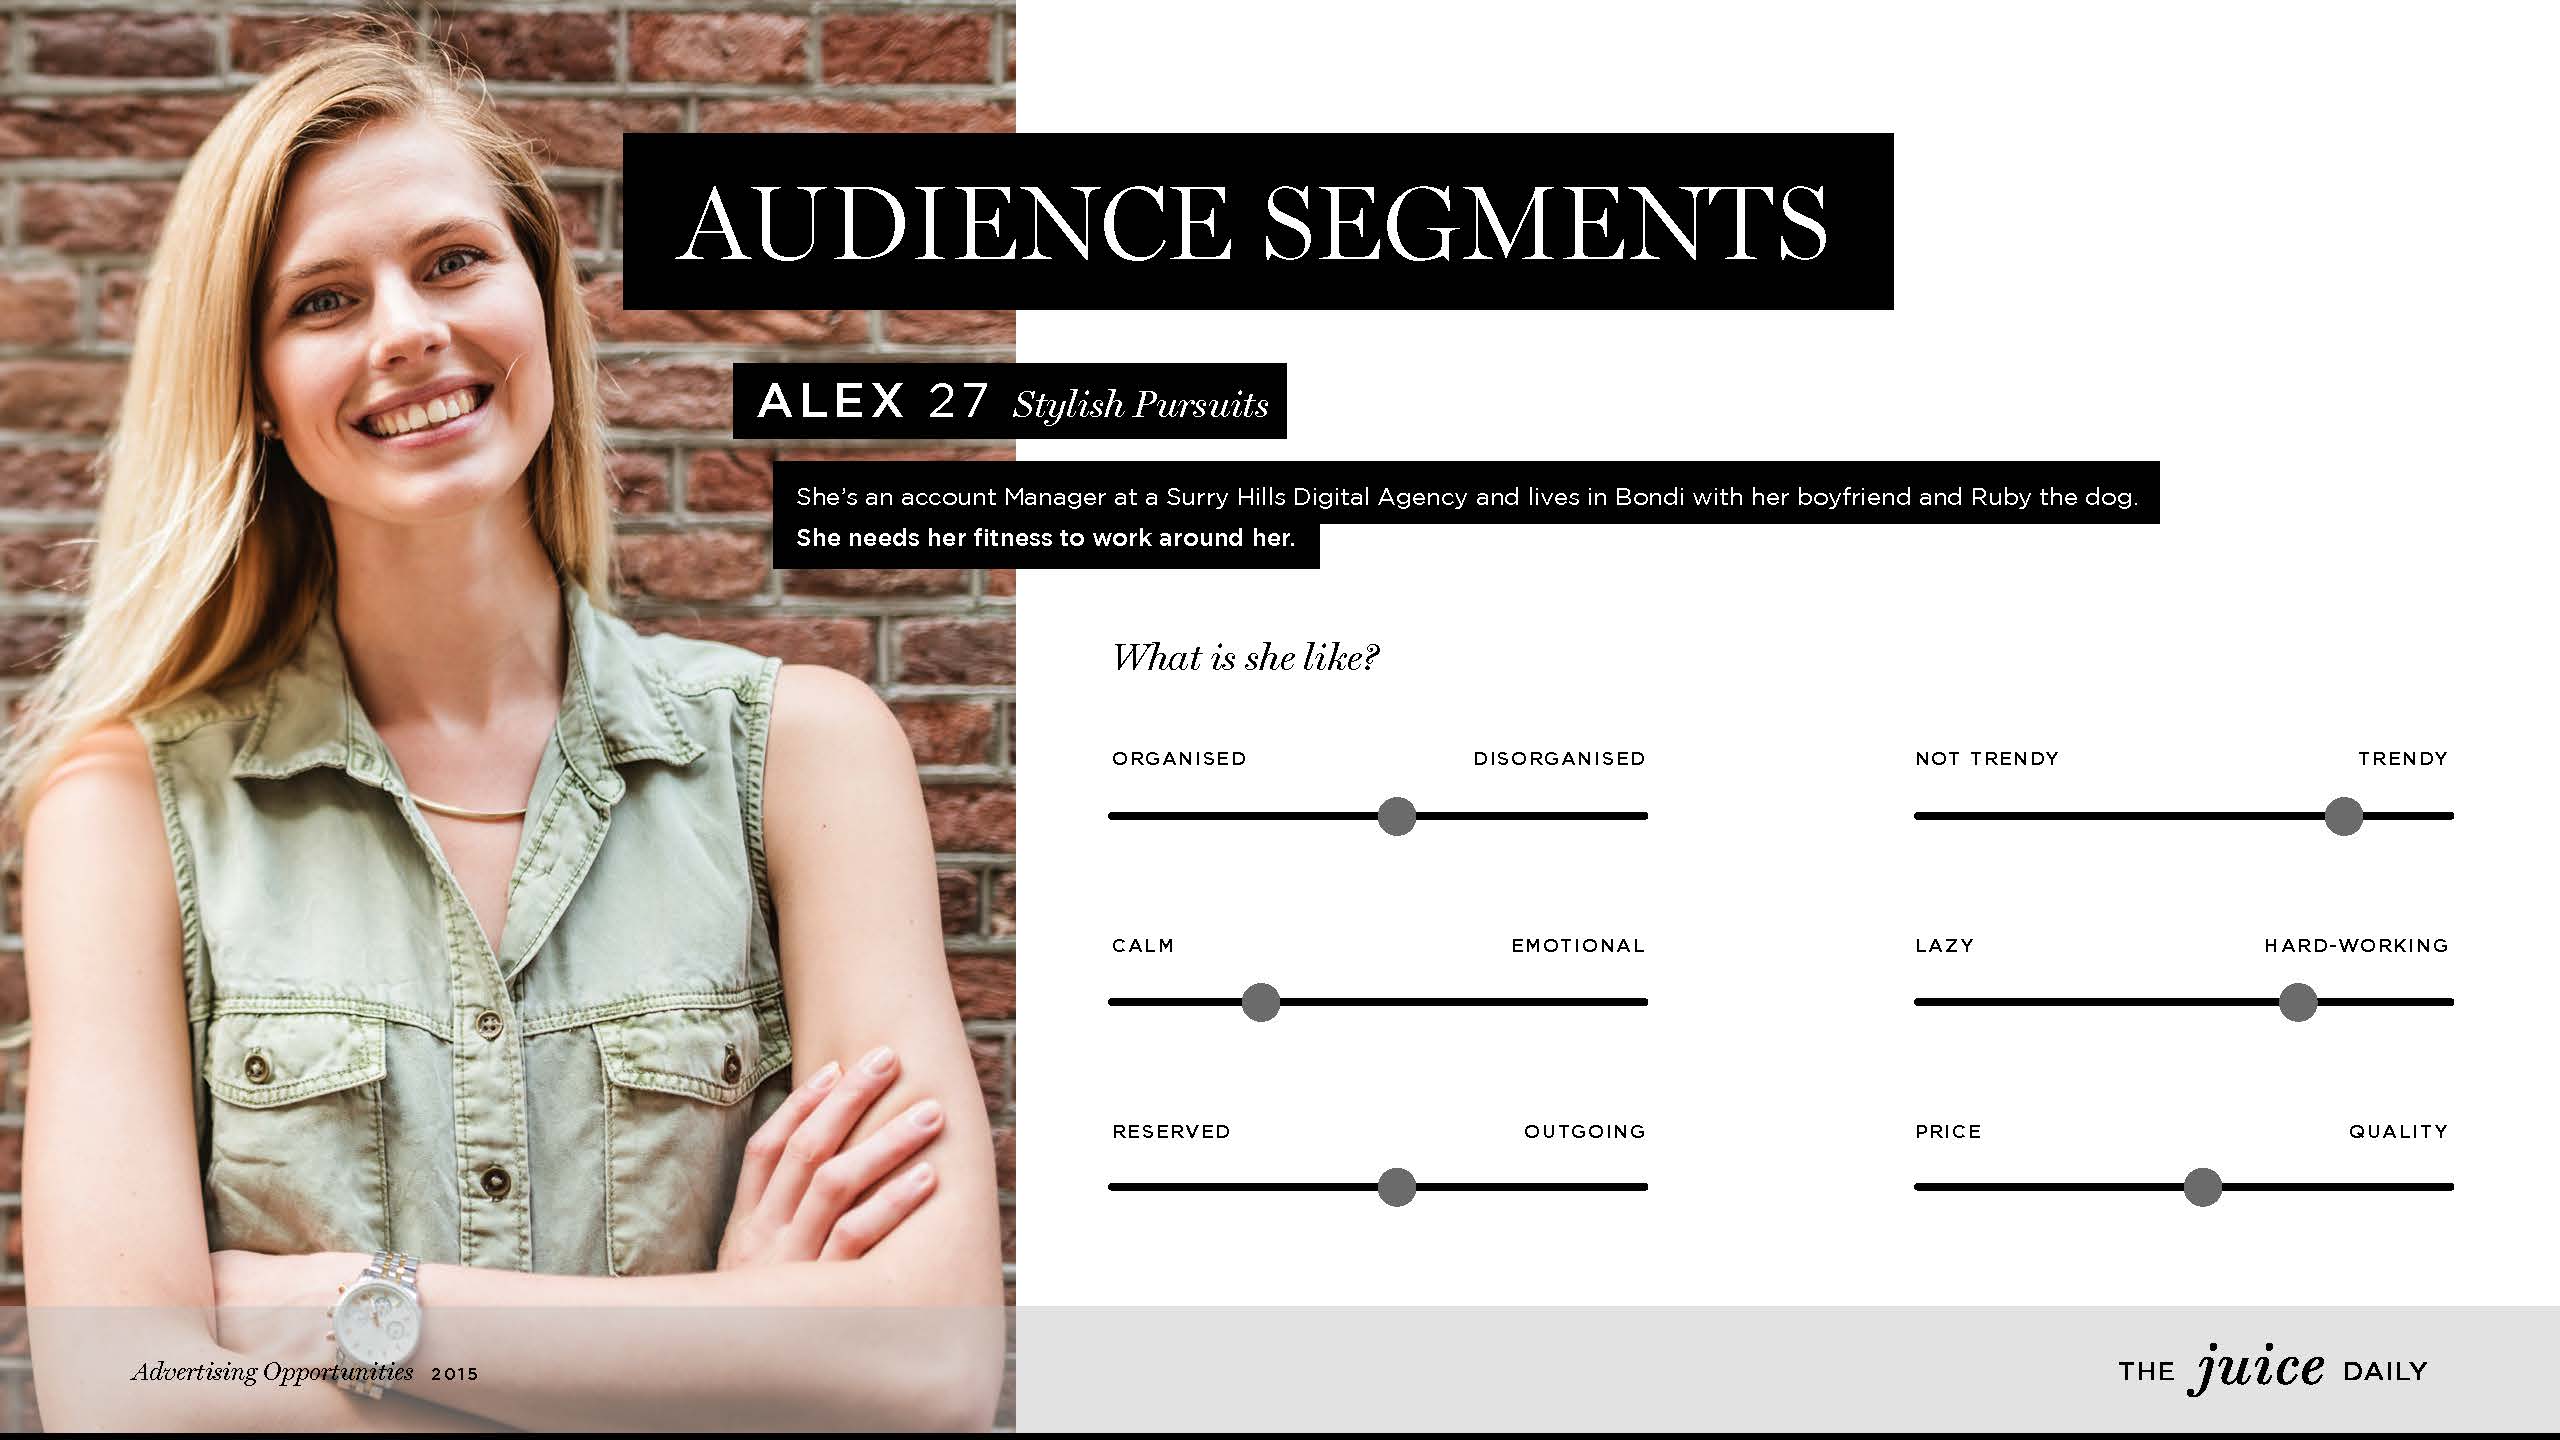 AUDIENCE SEGMENTS
ALEX 27 Stylish Pursuits
She's an account Manager at a Surry Hills Digital Agency and lives in Bondi with her boyfriend and Ruby the dog.
She needs her fitness to work around her.
What is she like?
ORGANISED DISORGANISED
NOT TRENDY TRENDY
CALM EMOTIONAL
LAZY HARD-WORKING
RESERVED OUTGOING
PRICE QUALITY
Advertising Opportunities 2015
THE juice DAILY